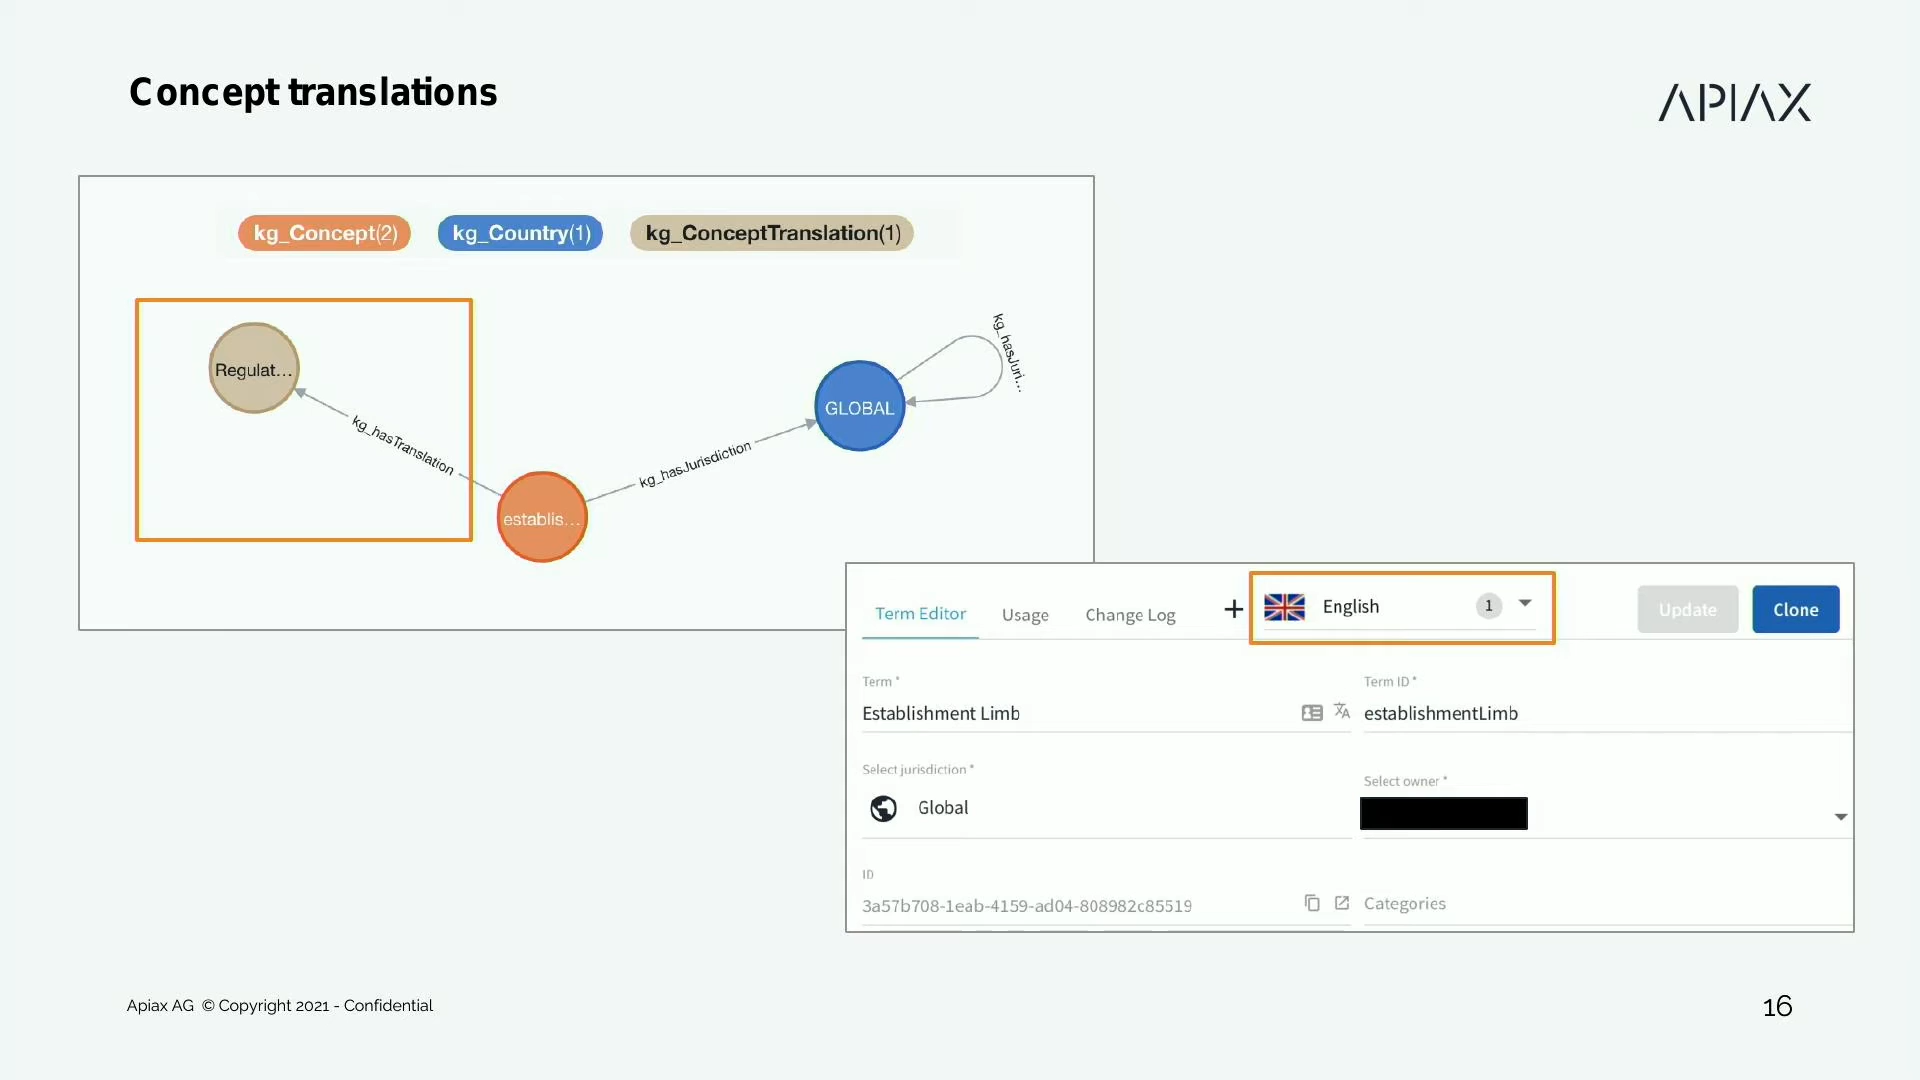 Concept translations
APIAX
kg_Concept(2)
kg_Country(1)
kg_ConceptTranslation(1)
Regulat...
kg_hasTranslation
establis...
kg_hasJurisdiction
GLOBAL
kg_hasJuri...
Term Editor
Usage
Change Log
+
English
1
Update
Clone
Term *
Establishment Limb
Term ID *
establishmentLimb
Select jurisdiction *
Global
Select owner *
ID
3a57b708-1eab-4159-ad04-808982c85519
Categories
Apiax AG © Copyright 2021 - Confidential
16